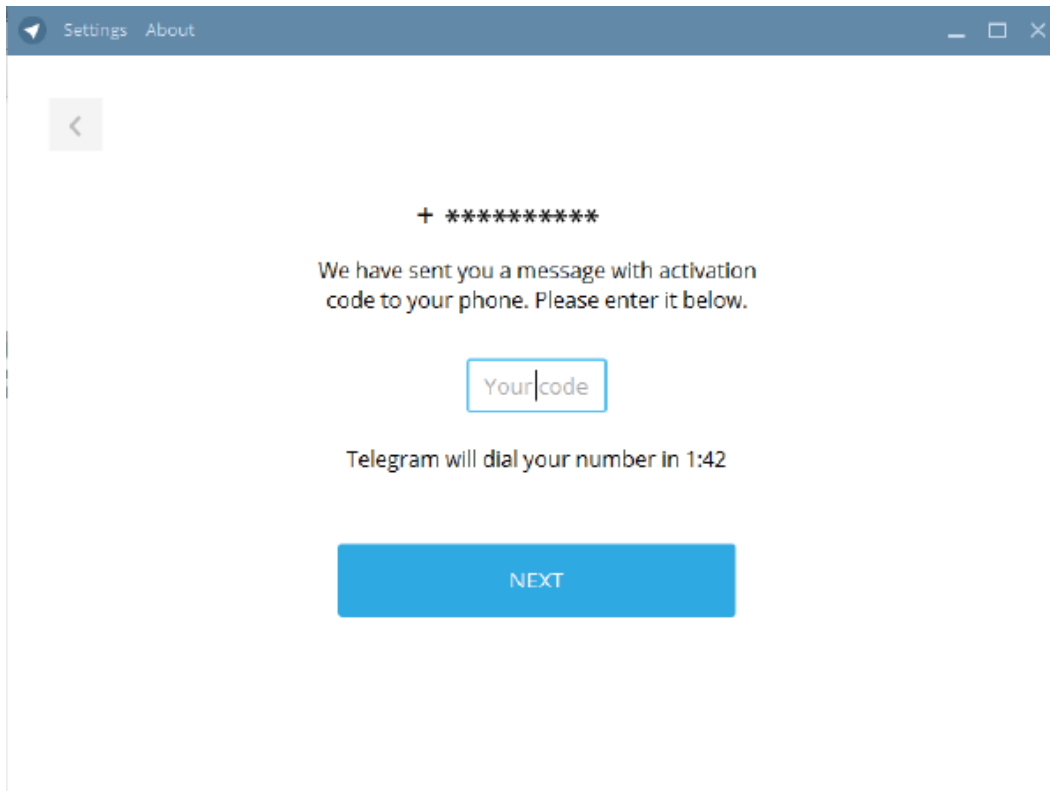 Settings About
+ **********
We have sent you a message with activation
code to your phone. Please enter it below.
Your code
Telegram will dial your number in 1:42
NEXT